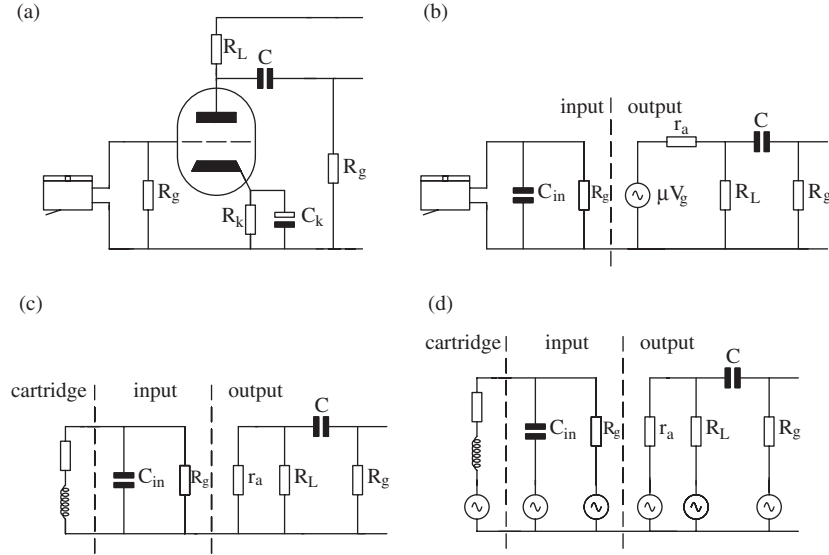 (a)
R_L
C
R_g
R_k
C_k
R_g
(b)
input output
r_a
C
C_in
R_g
μV_g
R_L
R_g
(c)
cartridge input output
C
C_in
R_g
r_a
R_L
R_g
(d)
cartridge input output
C
C_in
R_g
r_a
R_L
R_g